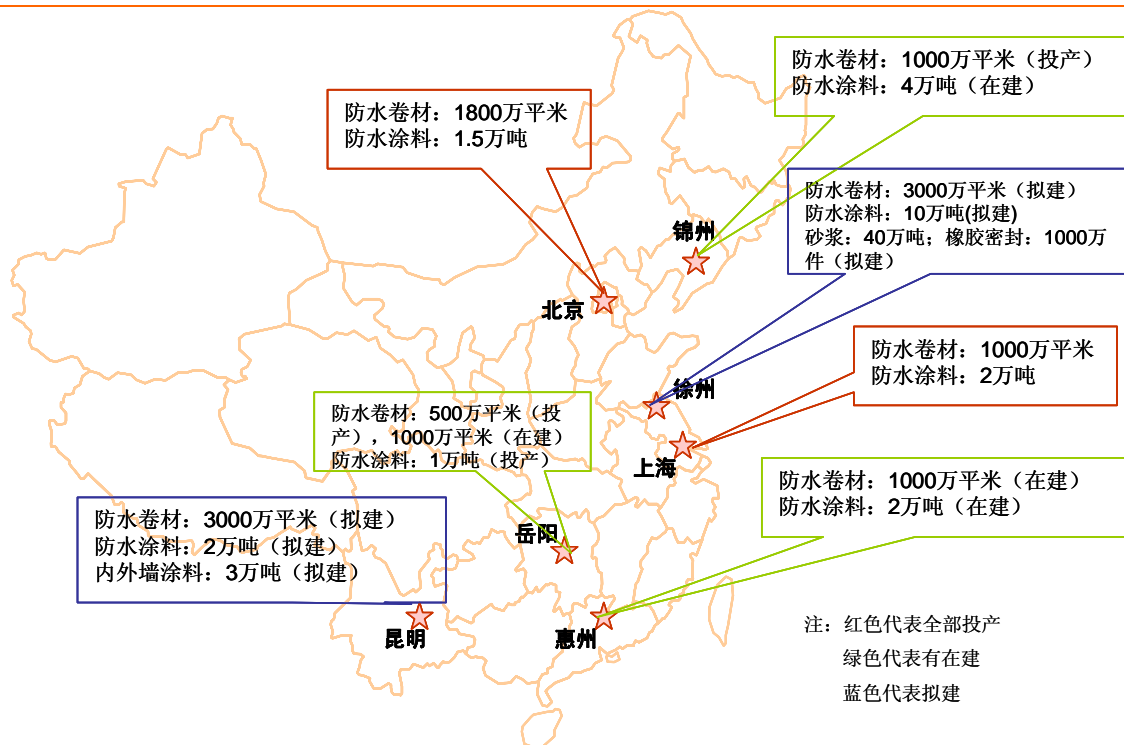 防水卷材：1000万平米（投产）
防水涂料：4万吨（在建）
防水卷材：1800万平米
防水涂料：1.5万吨
防水卷材：3000万平米（拟建）
防水涂料：10万吨(拟建)
砂浆：40万吨；橡胶密封：1000万
件（拟建）
锦州
北京
防水卷材：1000万平米
防水涂料：2万吨
徐州
防水卷材：500万平米（投
产），1000万平米（在建）
防水涂料：1万吨（投产）
上海
防水卷材：1000万平米（在建）
防水涂料：2万吨（在建）
防水卷材：3000万平米（拟建）
防水涂料：2万吨（拟建）
内外墙涂料：3万吨（拟建）
岳阳
昆明
惠州
注：红色代表全部投产
绿色代表有在建
蓝色代表拟建